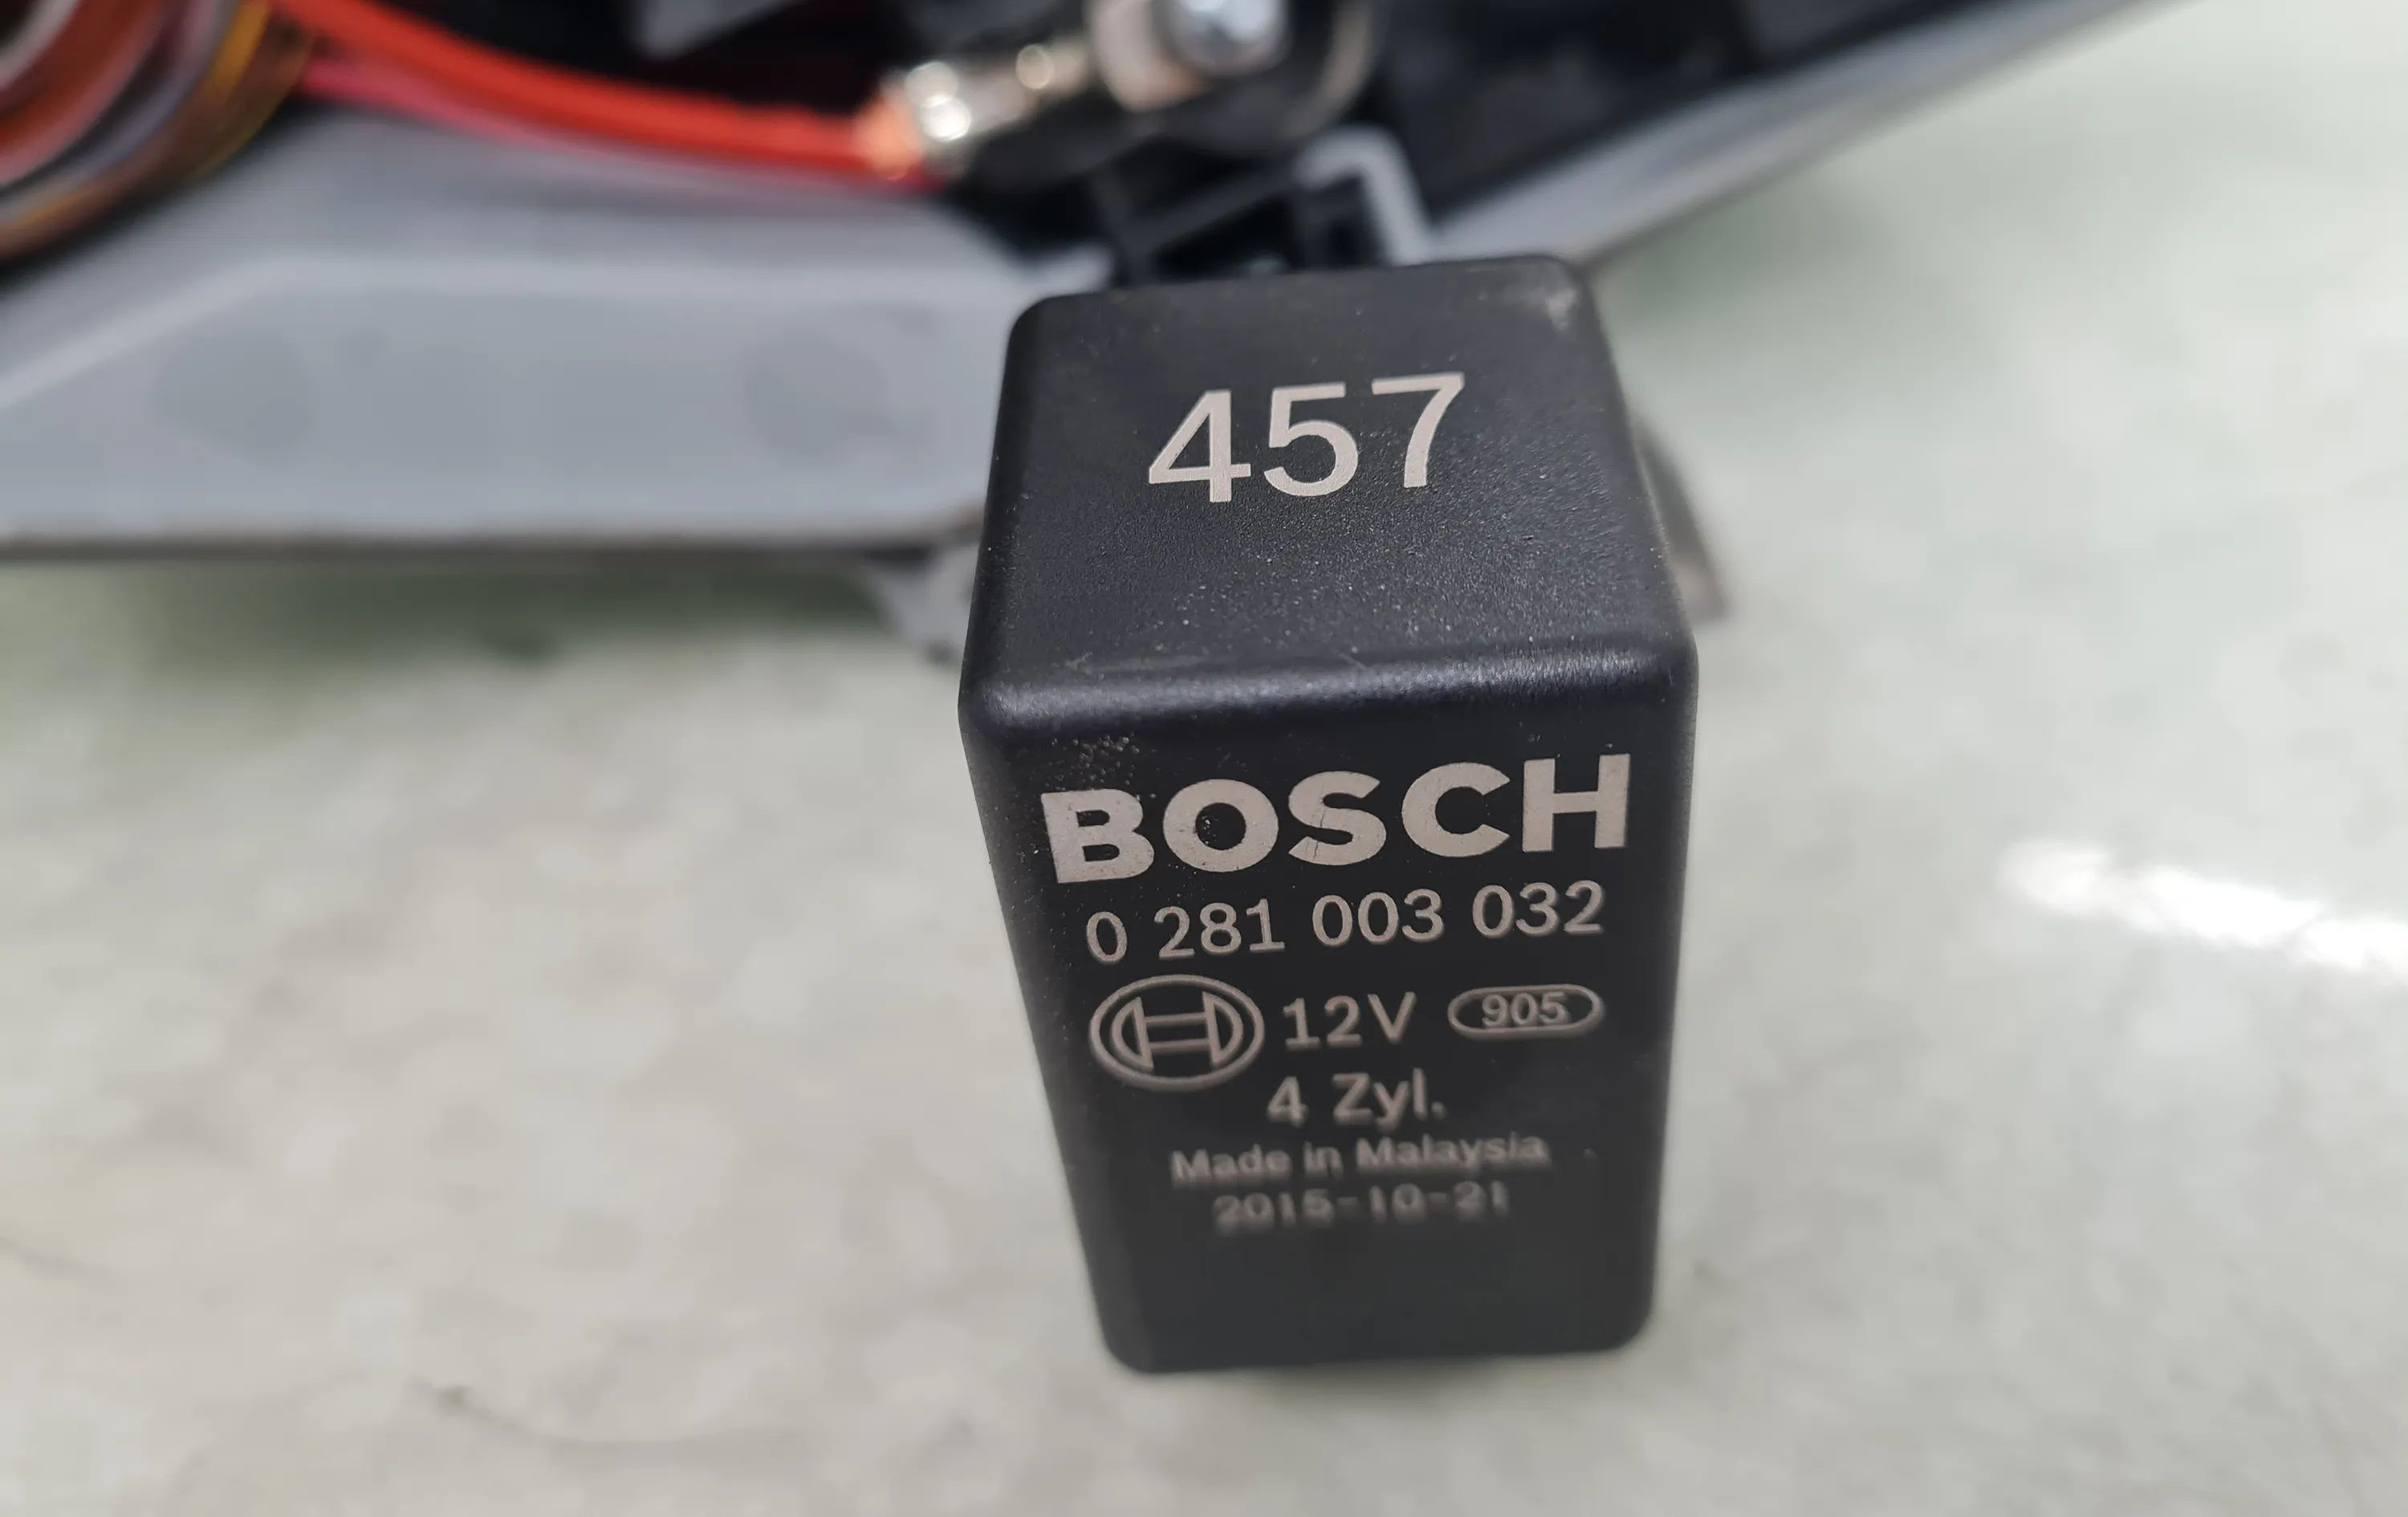 457
BOSCH
0 281 003 032
12V 905
4 Zyl.
Made in Malaysia
2015-10-21